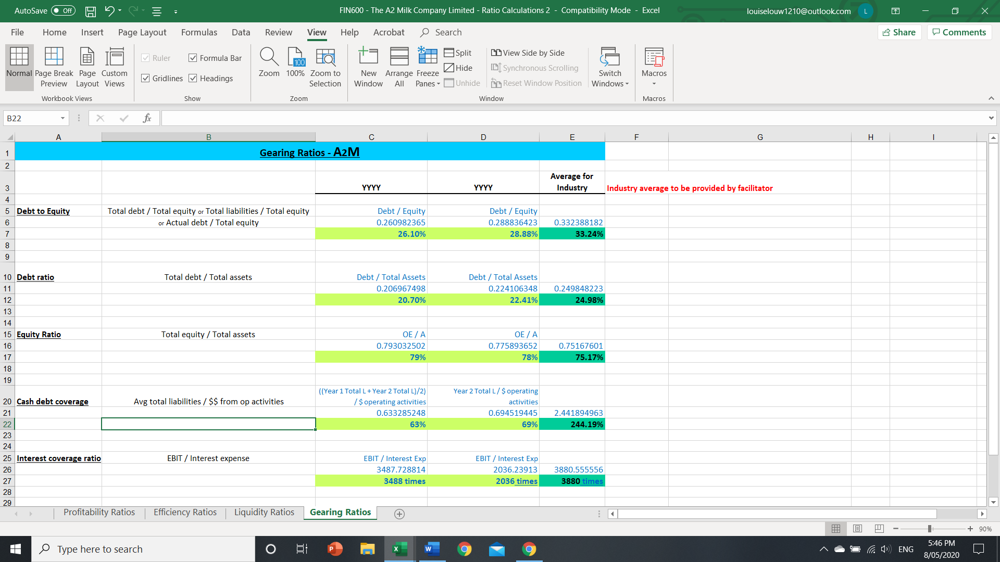 AutoSave Off
FIN600 - The A2 Milk Company Limited - Ratio Calculations 2 - Compatibility Mode - Excel
louiselouw1210@outlook.com L
File Home Insert Page Layout Formulas Data Review View Help Acrobat Search
Share Comments
Normal
Page Break Preview
Page Layout
Custom Views
Workbook Views
Ruler
Formula Bar
Gridlines
Headings
Show
Zoom
100
100%
Zoom to Selection
Zoom
New Window
Arrange All
Freeze Panes
Split
Hide
Unhide
View Side by Side
Synchronous Scrolling
Reset Window Position
Window
Switch Windows
Macros
Macros
B22
fx
A B C D E F G H I
1 Gearing Ratios - A2M
2
Average for
3 YYYY YYYY Industry Industry average to be provided by facilitator
4
5 Debt to Equity Total debt / Total equity or Total liabilities / Total equity Debt / Equity Debt / Equity
6 or Actual debt / Total equity 0.260982365 0.288836423 0.332388182
7 26.10% 28.88% 33.24%
8
9
10 Debt ratio Total debt / Total assets Debt / Total Assets Debt / Total Assets
11 0.206967498 0.224106348 0.249848223
12 20.70% 22.41% 24.98%
13
14
15 Equity Ratio Total equity / Total assets OE / A OE / A
16 0.793032502 0.775893652 0.75167601
17 79% 78% 75.17%
18
19
((Year 1 Total L + Year 2 Total L)/2) Year 2 Total L / $ operating
20 Cash debt coverage Avg total liabilities / $$ from op activities / $ operating activities activities
21 0.633285248 0.694519445 2.441894963
22 63% 69% 244.19%
23
24
25 Interest coverage ratio EBIT / Interest expense EBIT / Interest Exp EBIT / Interest Exp
26 3487.728814 2036.23913 3880.555556
27 3488 times 2036 times 3880 times
28
29
Profitability Ratios Efficiency Ratios Liquidity Ratios Gearing Ratios
90%
Type here to search
ENG
5:46 PM
8/05/2020